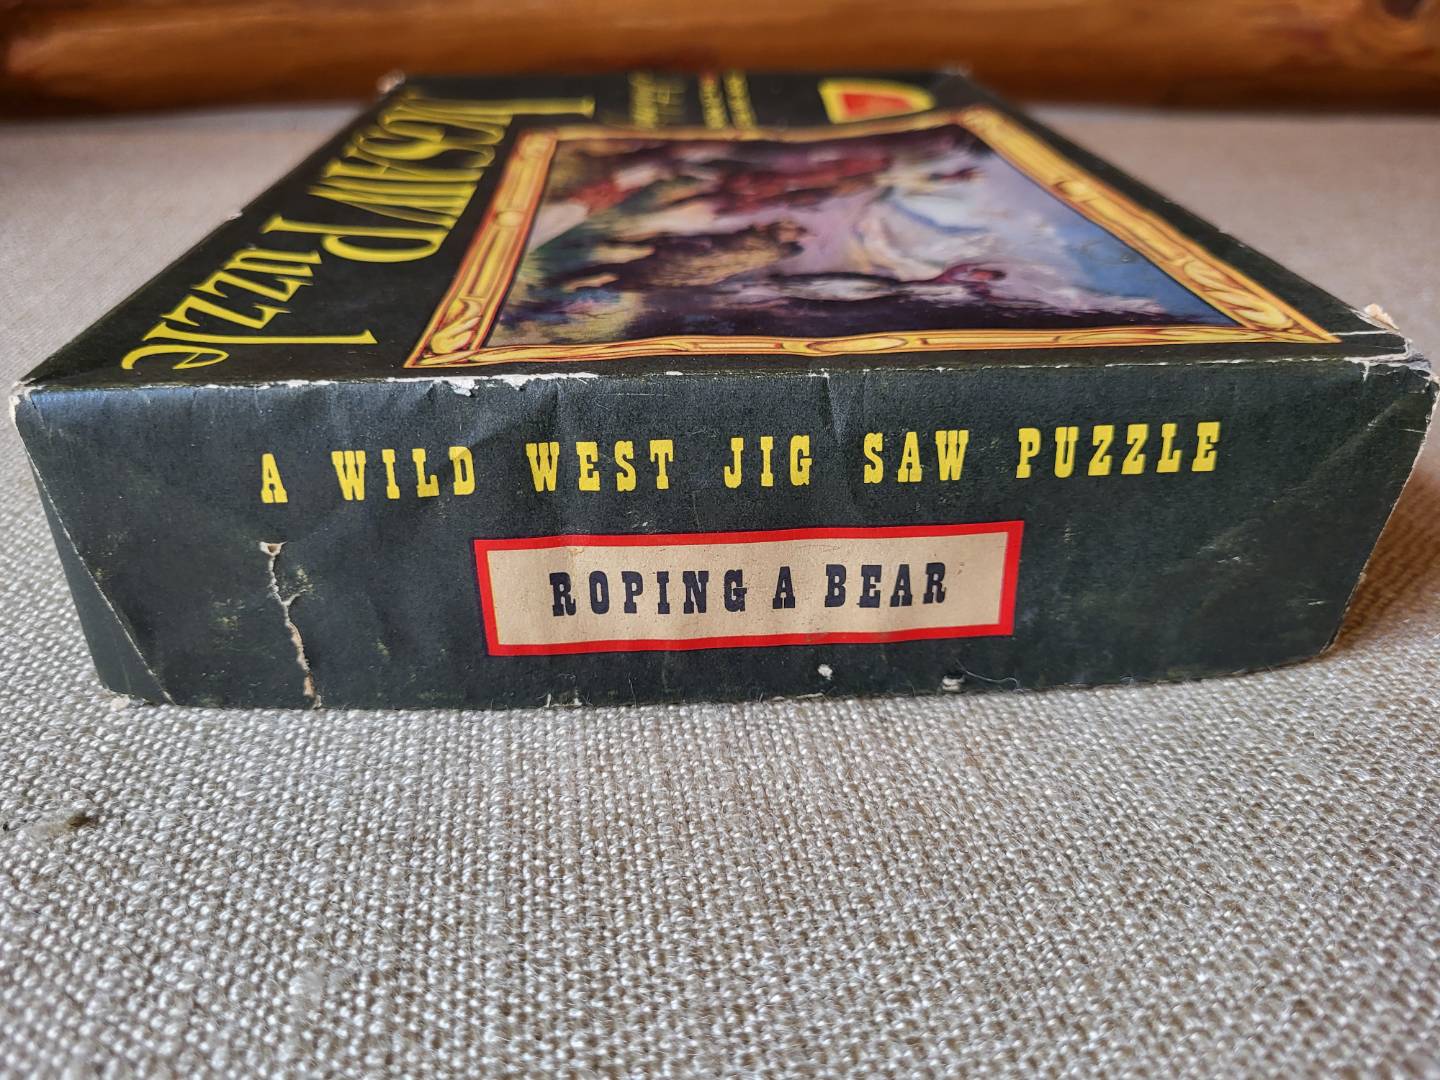 JIGSAW Puzzle
A WILD WEST JIG SAW PUZZLE
ROPING A BEAR